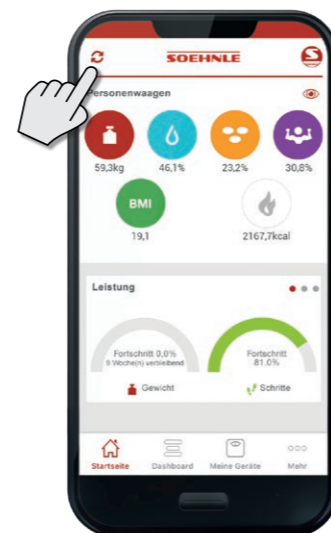 SOEHNLE
S
Personenwaagen
59,3kg
46,1%
23,2%
30,8%
BMI
19,1
2167,7kcal
Leistung
Fortschritt 0,0%
9 Woche(n) verbleibend
Gewicht
Fortschritt
81.0%
Schritte
Startseite
Dashboard
Meine Geräte
Mehr